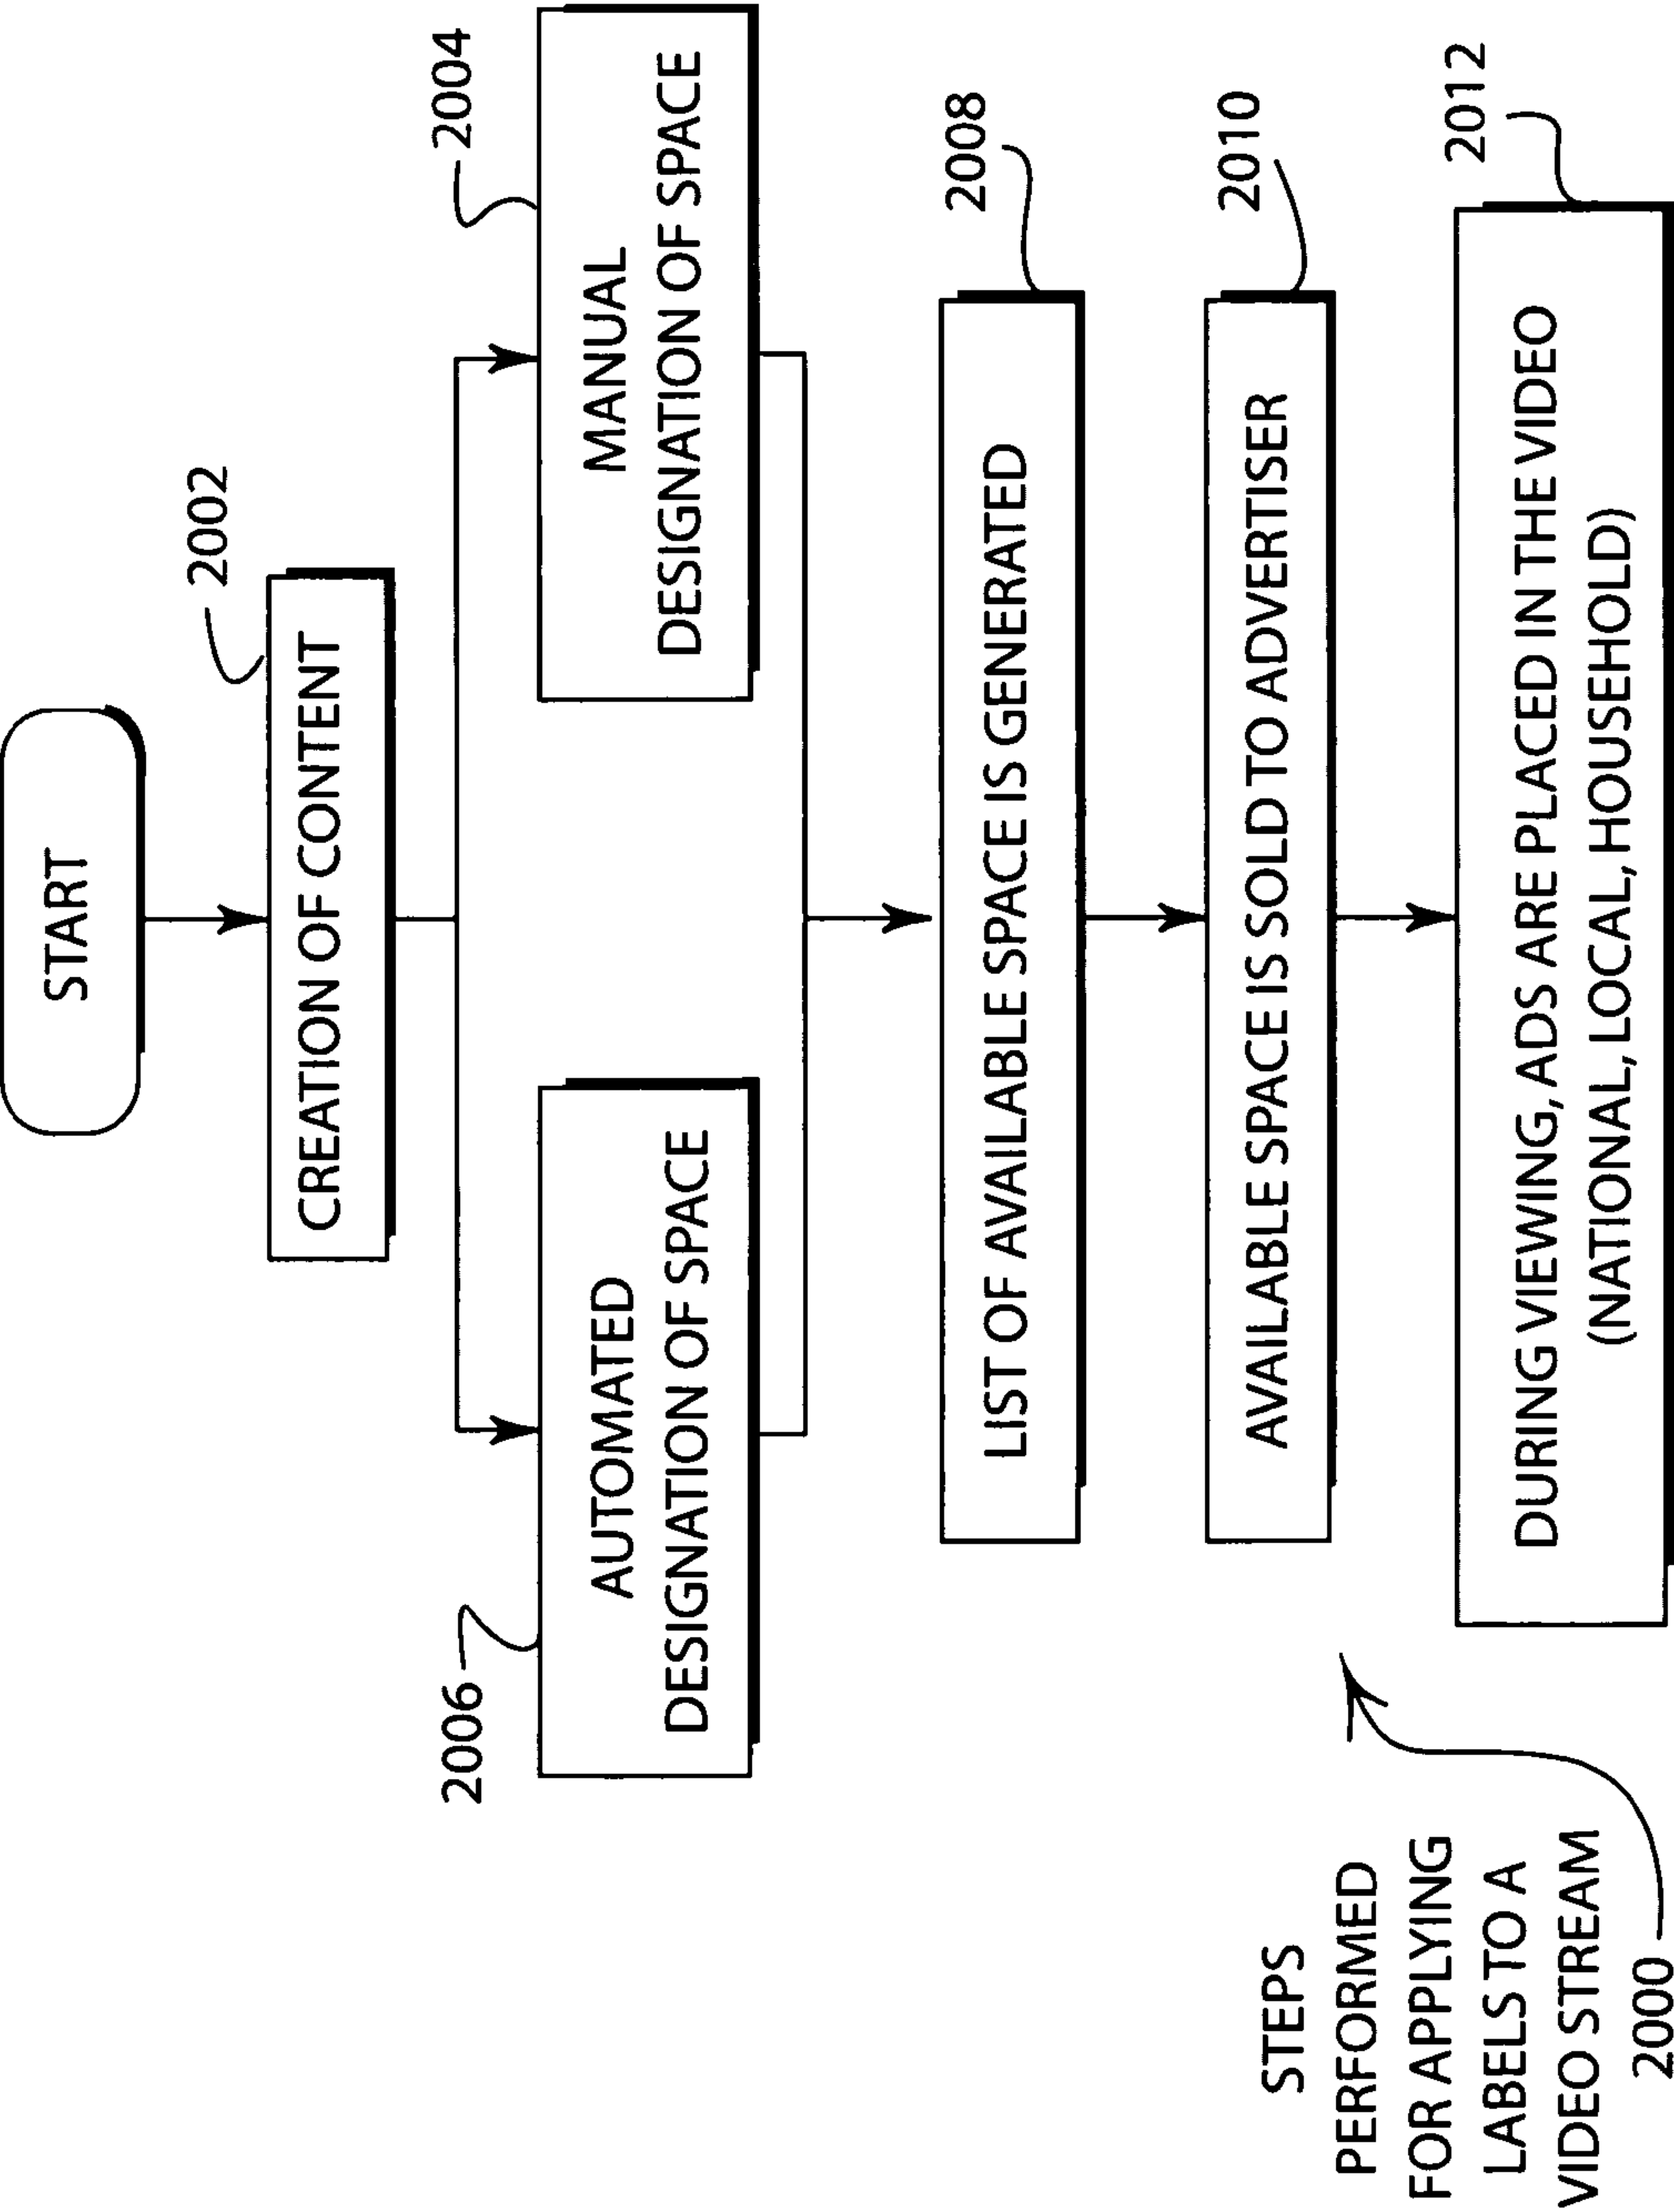 START
2002
CREATION OF CONTENT
2006
2004
AUTOMATED
DESIGNATION OF SPACE
MANUAL
DESIGNATION OF SPACE
2008
LIST OF AVAILABLE SPACE IS GENERATED
2010
AVAILABLE SPACE IS SOLD TO ADVERTISER
2012
DURING VIEWING, ADS ARE PLACED IN THE VIDEO
(NATIONAL, LOCAL, HOUSEHOLD)
STEPS
PERFORMED
FOR APPLYING
LABELS TO A
VIDEO STREAM
2000